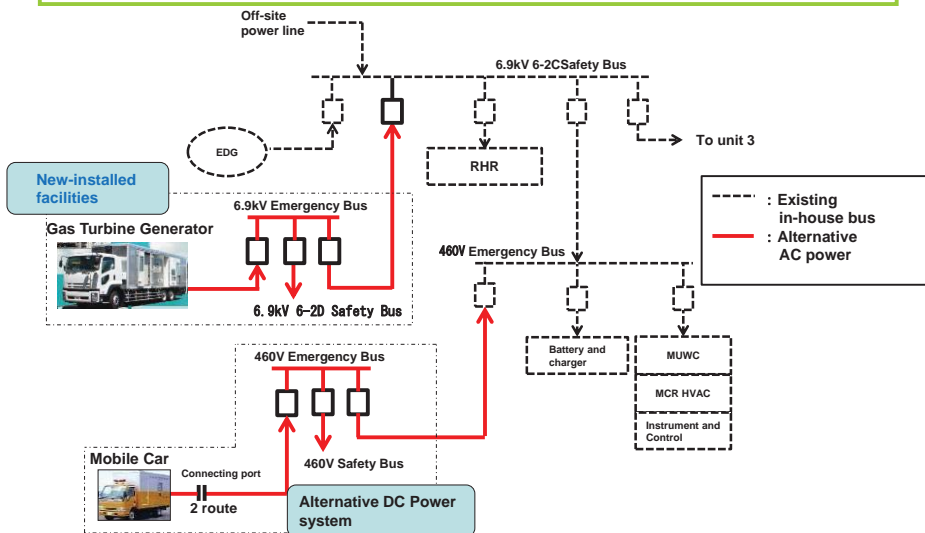 Off-site
power line
6.9kV 6-2CSafety Bus
EDG
RHR
To unit 3
New-installed
facilities
6.9kV Emergency Bus
Gas Turbine Generator
6.9kV 6-2D Safety Bus
: Existing
in-house bus
: Alternative
AC power
460V Emergency Bus
Battery and
charger
MUWC
MCR HVAC
Instrument and
Control
460V Emergency Bus
460V Safety Bus
Mobile Car
Connecting port
2 route
Alternative DC Power
system